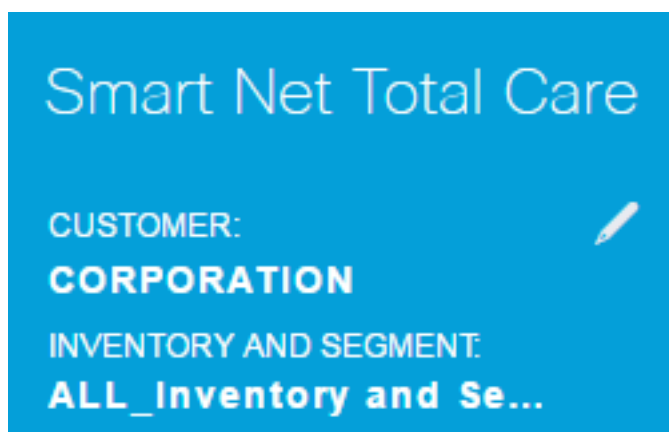 Smart Net Total Care
CUSTOMER:
CORPORATION
INVENTORY AND SEGMENT:
ALL_Inventory and Se...